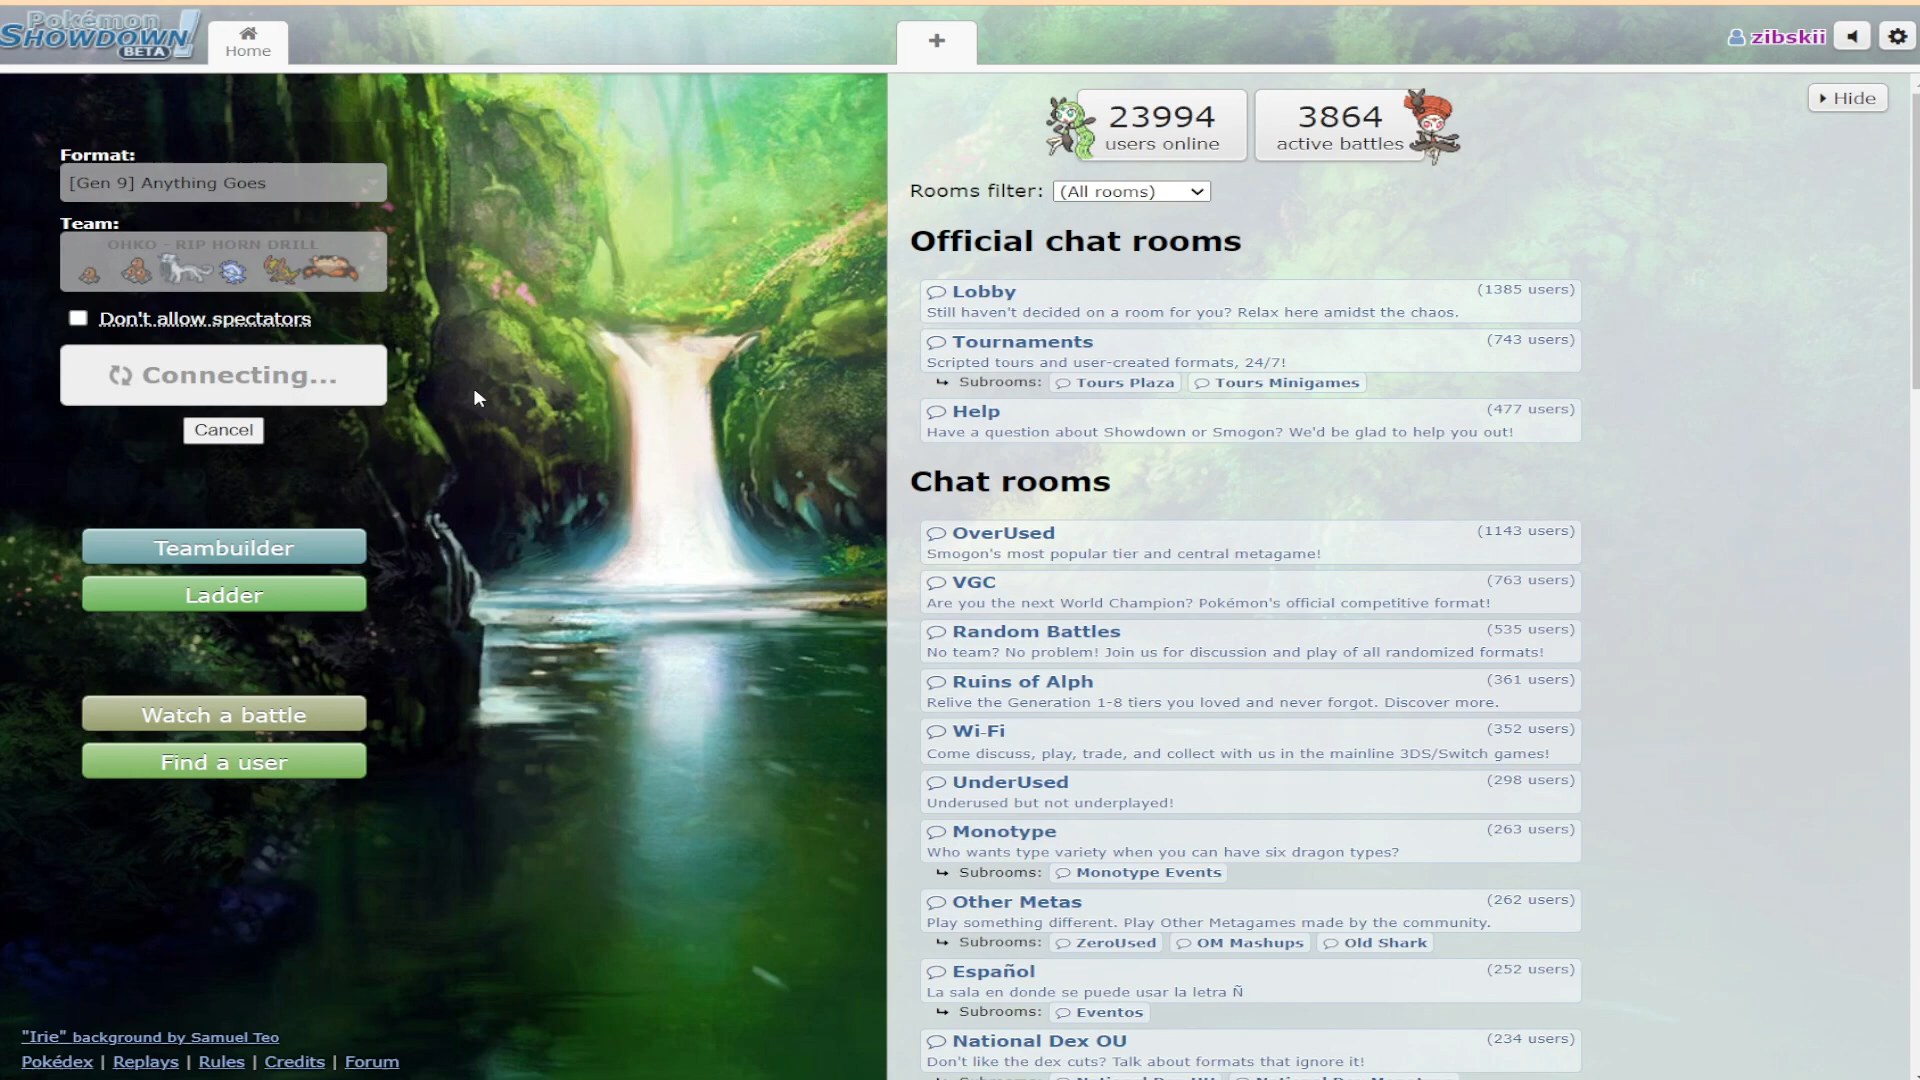 Pokémon
SHOWDOWN!
BETA
Home
+
zibskii
Format:
[Gen 9] Anything Goes
Team:
OHKO - RIP HORN DRILL
Don't allow spectators
Connecting...
Cancel
Teambuilder
Ladder
Watch a battle
Find a user
"Irie" background by Samuel Teo
Pokédex | Replays | Rules | Credits | Forum
Hide
23994
users online
3864
active battles
Rooms filter: (All rooms)
Official chat rooms
Lobby (1385 users)
Still haven't decided on a room for you? Relax here amidst the chaos.
Tournaments (743 users)
Scripted tours and user-created formats, 24/7!
Subrooms: Tours Plaza Tours Minigames
Help (477 users)
Have a question about Showdown or Smogon? We'd be glad to help you out!
Chat rooms
OverUsed (1143 users)
Smogon's most popular tier and central metagame!
VGC (763 users)
Are you the next World Champion? Pokémon's official competitive format!
Random Battles (535 users)
No team? No problem! Join us for discussion and play of all randomized formats!
Ruins of Alph (361 users)
Relive the Generation 1-8 tiers you loved and never forgot. Discover more.
Wi-Fi (352 users)
Come discuss, play, trade, and collect with us in the mainline 3DS/Switch games!
UnderUsed (298 users)
Underused but not underplayed!
Monotype (263 users)
Who wants type variety when you can have six dragon types?
Subrooms: Monotype Events
Other Metas (262 users)
Play something different. Play Other Metagames made by the community.
Subrooms: ZeroUsed OM Mashups Old Shark
Español (252 users)
La sala en donde se puede usar la letra Ñ
Subrooms: Eventos
National Dex OU (234 users)
Don't like the dex cuts? Talk about formats that ignore it!